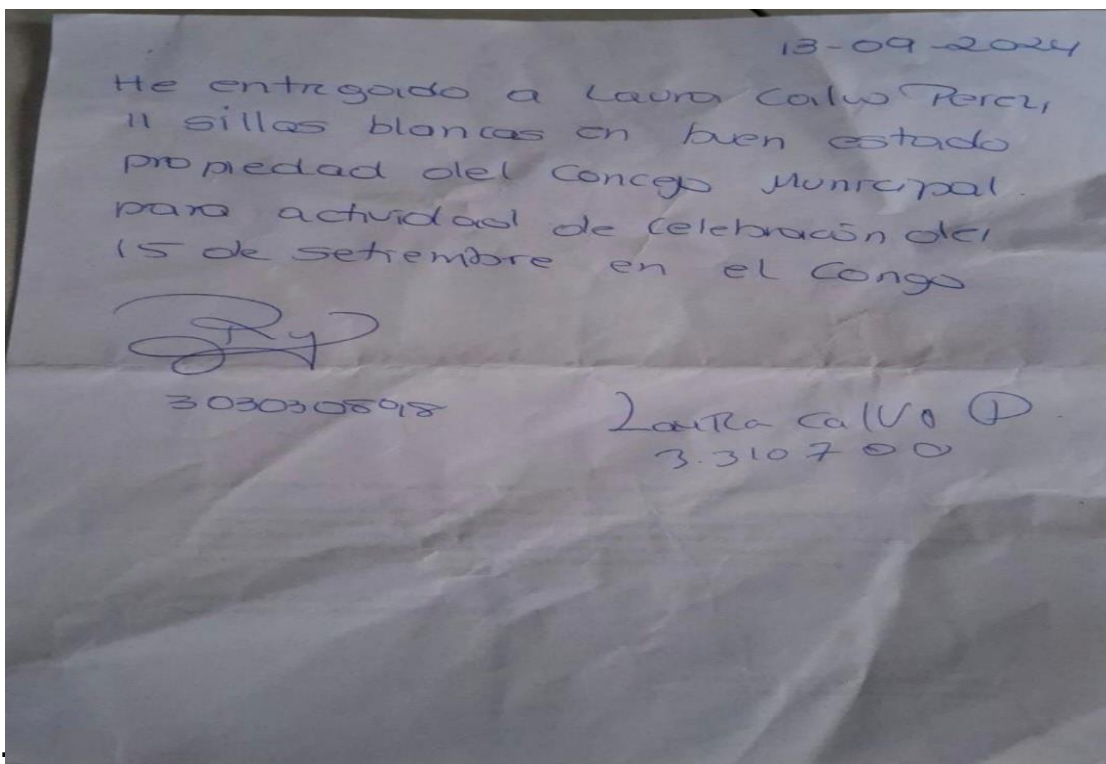 13-09-2024
He entregado a Laura Calvo Perez,
11 sillas blancas en buen estado
propiedad del Concejo Municipal.
para actividad de celebración del
15 de setiembre en el Congo
3030308918
LauRa CalVo P.
3.310700